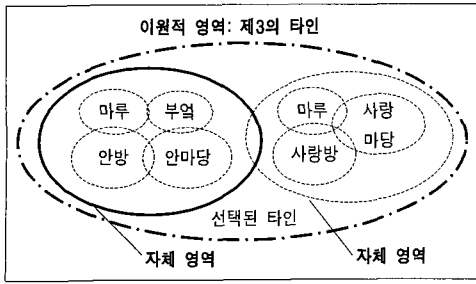 이원적 영역: 제3의 타인
마루 부엌 마루 사랑
마당
안방 안마당 사랑방
선택된 타인
자체 영역 자체 영역